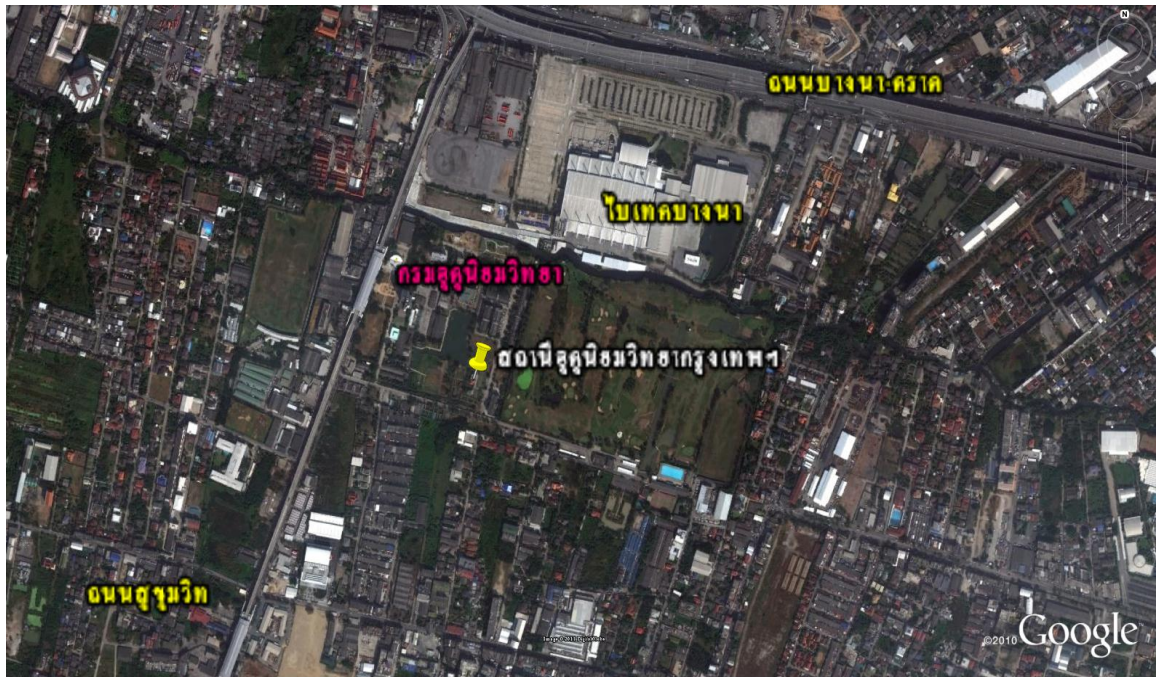 N
ถนนบางนา-ตราด
ไบเทคบางนา
กรมอุตุนิยมวิทยา
สถานีอุตุนิยมวิทยากรุงเทพฯ
ถนนสุขุมวิท
©2010 Google